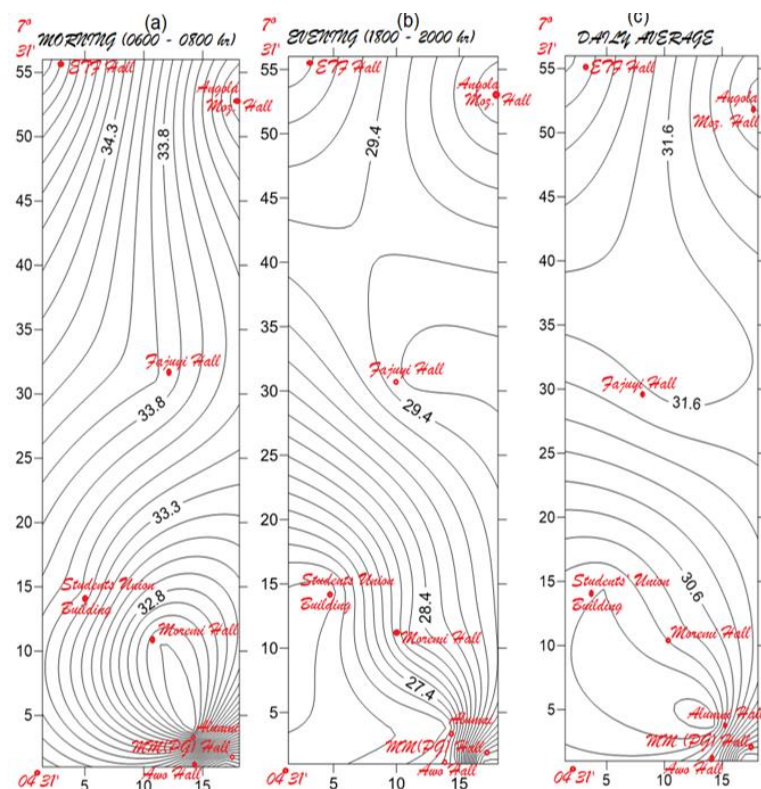 (a)
7º
31'
MORNING (0600 - 0800 hr)
ETF Hall
Angola
Moz. Hall
34.3
33.8
Fajuyi Hall
33.8
33.3
Students Union
Building
32.8
Moremi Hall
Alumni
MM(PG) Hall
Awo Hall
55
50
45
40
35
30
25
20
15
10
5
04 31'
5
10
15
(b)
EVENING (1800 - 2000 hr)
ETF Hall
Angola
Moz. Hall
29.4
Fajuyi Hall
29.4
Students Union
Building
28.4
Moremi Hall
27.4
Alumni
MM(PG) Hall
Awo Hall
55
50
45
40
35
30
25
20
15
10
5
04 31'
5
10
15
(c)
7º
31'
DAILY AVERAGE
ETF Hall
Angola
Moz. Hall
31.6
Fajuyi Hall
31.6
Students' Union
Building
30.6
Moremi Hall
Alumni Hall
MM (PG) Hall
Awo Hall
55
50
45
40
35
30
25
20
15
10
5
04 31'
5
10
15